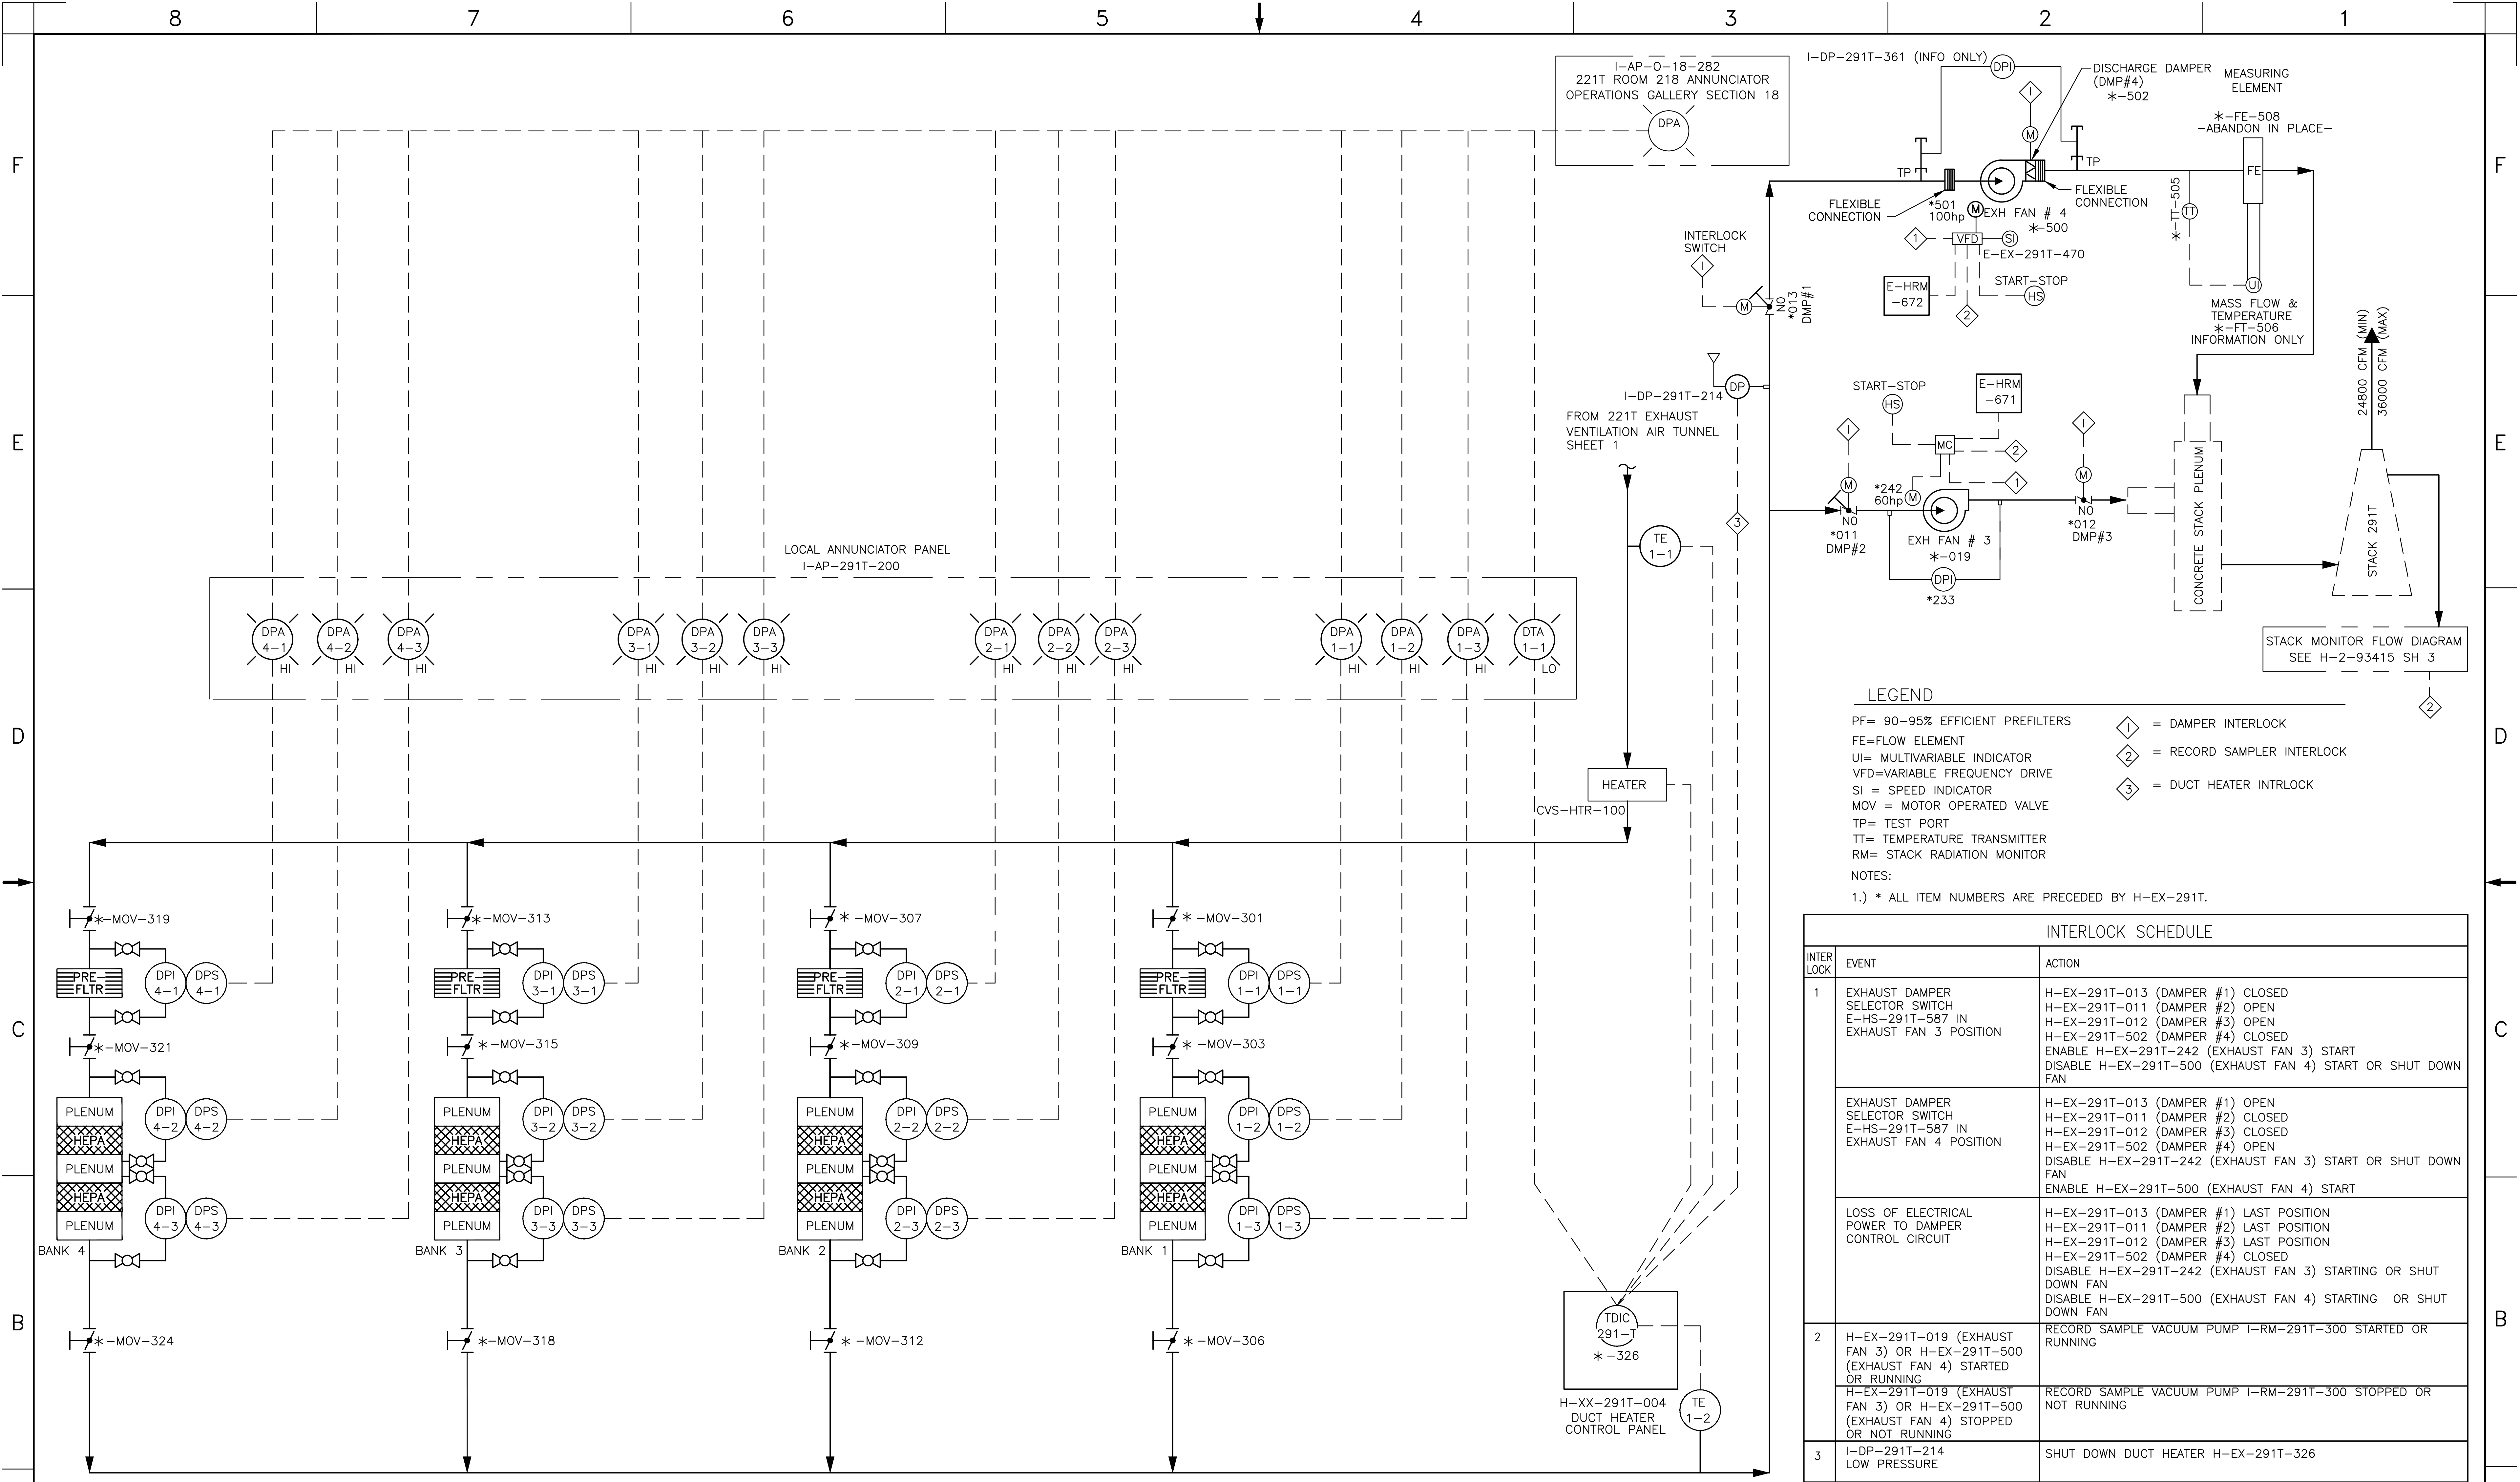 8 7 6 5 4 3 2 1
F
E
D
C
B
F
E
D
C
B
I-AP-O-18-282
221T ROOM 218 ANNUNCIATOR
OPERATIONS GALLERY SECTION 18
DPA
I-DP-291T-361 (INFO ONLY)
DPI
I
M
DISCHARGE DAMPER
(DMP#4)
*-502
MEASURING
ELEMENT
*-FE-508
-ABANDON IN PLACE-
FE
TP
TP
FLEXIBLE
CONNECTION
FLEXIBLE
CONNECTION
*501
100hp
M
EXH FAN # 4
*-500
1
VFD
SI
E-EX-291T-470
E-HRM
-672
2
START-STOP
HS
*-TT-505
TT
UI
MASS FLOW &
TEMPERATURE
*-FT-506
INFORMATION ONLY
INTERLOCK
SWITCH
I
M
NO
*013
DMP#1
DP
I-DP-291T-214
FROM 221T EXHAUST
VENTILATION AIR TUNNEL
SHEET 1
3
TE
1-1
START-STOP
HS
E-HRM
-671
MC
2
1
I
M
NO
*011
DMP#2
*242
60hp
M
EXH FAN # 3
*-019
DPI
*233
I
M
NO
*012
DMP#3
CONCRETE STACK PLENUM
24800 CFM (MIN)
36000 CFM (MAX)
STACK 291T
STACK MONITOR FLOW DIAGRAM
SEE H-2-93415 SH 3
2
LOCAL ANNUNCIATOR PANEL
I-AP-291T-200
DPA
4-1
HI
DPA
4-2
HI
DPA
4-3
HI
DPA
3-1
HI
DPA
3-2
HI
DPA
3-3
HI
DPA
2-1
HI
DPA
2-2
HI
DPA
2-3
HI
DPA
1-1
HI
DPA
1-2
HI
DPA
1-3
HI
DTA
1-1
LO
HEATER
CVS-HTR-100
LEGEND
PF= 90-95% EFFICIENT PREFILTERS
FE=FLOW ELEMENT
UI= MULTIVARIABLE INDICATOR
VFD=VARIABLE FREQUENCY DRIVE
SI = SPEED INDICATOR
MOV = MOTOR OPERATED VALVE
TP= TEST PORT
TT= TEMPERATURE TRANSMITTER
RM= STACK RADIATION MONITOR
I = DAMPER INTERLOCK
2 = RECORD SAMPLER INTERLOCK
3 = DUCT HEATER INTRLOCK
NOTES:
1.) * ALL ITEM NUMBERS ARE PRECEDED BY H-EX-291T.
*-MOV-319
PRE-
FLTR
DPI
4-1
DPS
4-1
*-MOV-321
PLENUM
HEPA
PLENUM
HEPA
PLENUM
DPI
4-2
DPS
4-2
DPI
4-3
DPS
4-3
BANK 4
*-MOV-324
*-MOV-313
PRE-
FLTR
DPI
3-1
DPS
3-1
*-MOV-315
PLENUM
HEPA
PLENUM
HEPA
PLENUM
DPI
3-2
DPS
3-2
DPI
3-3
DPS
3-3
BANK 3
*-MOV-318
* -MOV-307
PRE-
FLTR
DPI
2-1
DPS
2-1
*-MOV-309
PLENUM
HEPA
PLENUM
HEPA
PLENUM
DPI
2-2
DPS
2-2
DPI
2-3
DPS
2-3
BANK 2
* -MOV-312
* -MOV-301
PRE-
FLTR
DPI
1-1
DPS
1-1
* -MOV-303
PLENUM
HEPA
PLENUM
HEPA
PLENUM
DPI
1-2
DPS
1-2
DPI
1-3
DPS
1-3
BANK 1
* -MOV-306
TDIC
291-T
*-326
H-XX-291T-004
DUCT HEATER
CONTROL PANEL
TE
1-2
INTERLOCK SCHEDULE
INTER
LOCK
EVENT
ACTION
1
EXHAUST DAMPER
SELECTOR SWITCH
E-HS-291T-587 IN
EXHAUST FAN 3 POSITION
H-EX-291T-013 (DAMPER #1) CLOSED
H-EX-291T-011 (DAMPER #2) OPEN
H-EX-291T-012 (DAMPER #3) OPEN
H-EX-291T-502 (DAMPER #4) CLOSED
ENABLE H-EX-291T-242 (EXHAUST FAN 3) START
DISABLE H-EX-291T-500 (EXHAUST FAN 4) START OR SHUT DOWN
FAN
EXHAUST DAMPER
SELECTOR SWITCH
E-HS-291T-587 IN
EXHAUST FAN 4 POSITION
H-EX-291T-013 (DAMPER #1) OPEN
H-EX-291T-011 (DAMPER #2) CLOSED
H-EX-291T-012 (DAMPER #3) CLOSED
H-EX-291T-502 (DAMPER #4) OPEN
DISABLE H-EX-291T-242 (EXHAUST FAN 3) START OR SHUT DOWN
FAN
ENABLE H-EX-291T-500 (EXHAUST FAN 4) START
LOSS OF ELECTRICAL
POWER TO DAMPER
CONTROL CIRCUIT
H-EX-291T-013 (DAMPER #1) LAST POSITION
H-EX-291T-011 (DAMPER #2) LAST POSITION
H-EX-291T-012 (DAMPER #3) LAST POSITION
H-EX-291T-502 (DAMPER #4) CLOSED
DISABLE H-EX-291T-242 (EXHAUST FAN 3) STARTING OR SHUT
DOWN FAN
DISABLE H-EX-291T-500 (EXHAUST FAN 4) STARTING OR SHUT
DOWN FAN
2
H-EX-291T-019 (EXHAUST
FAN 3) OR H-EX-291T-500
(EXHAUST FAN 4) STARTED
OR RUNNING
RECORD SAMPLE VACUUM PUMP I-RM-291T-300 STARTED OR
RUNNING
H-EX-291T-019 (EXHAUST
FAN 3) OR H-EX-291T-500
(EXHAUST FAN 4) STOPPED
OR NOT RUNNING
RECORD SAMPLE VACUUM PUMP I-RM-291T-300 STOPPED OR
NOT RUNNING
3
I-DP-291T-214
LOW PRESSURE
SHUT DOWN DUCT HEATER H-EX-291T-326